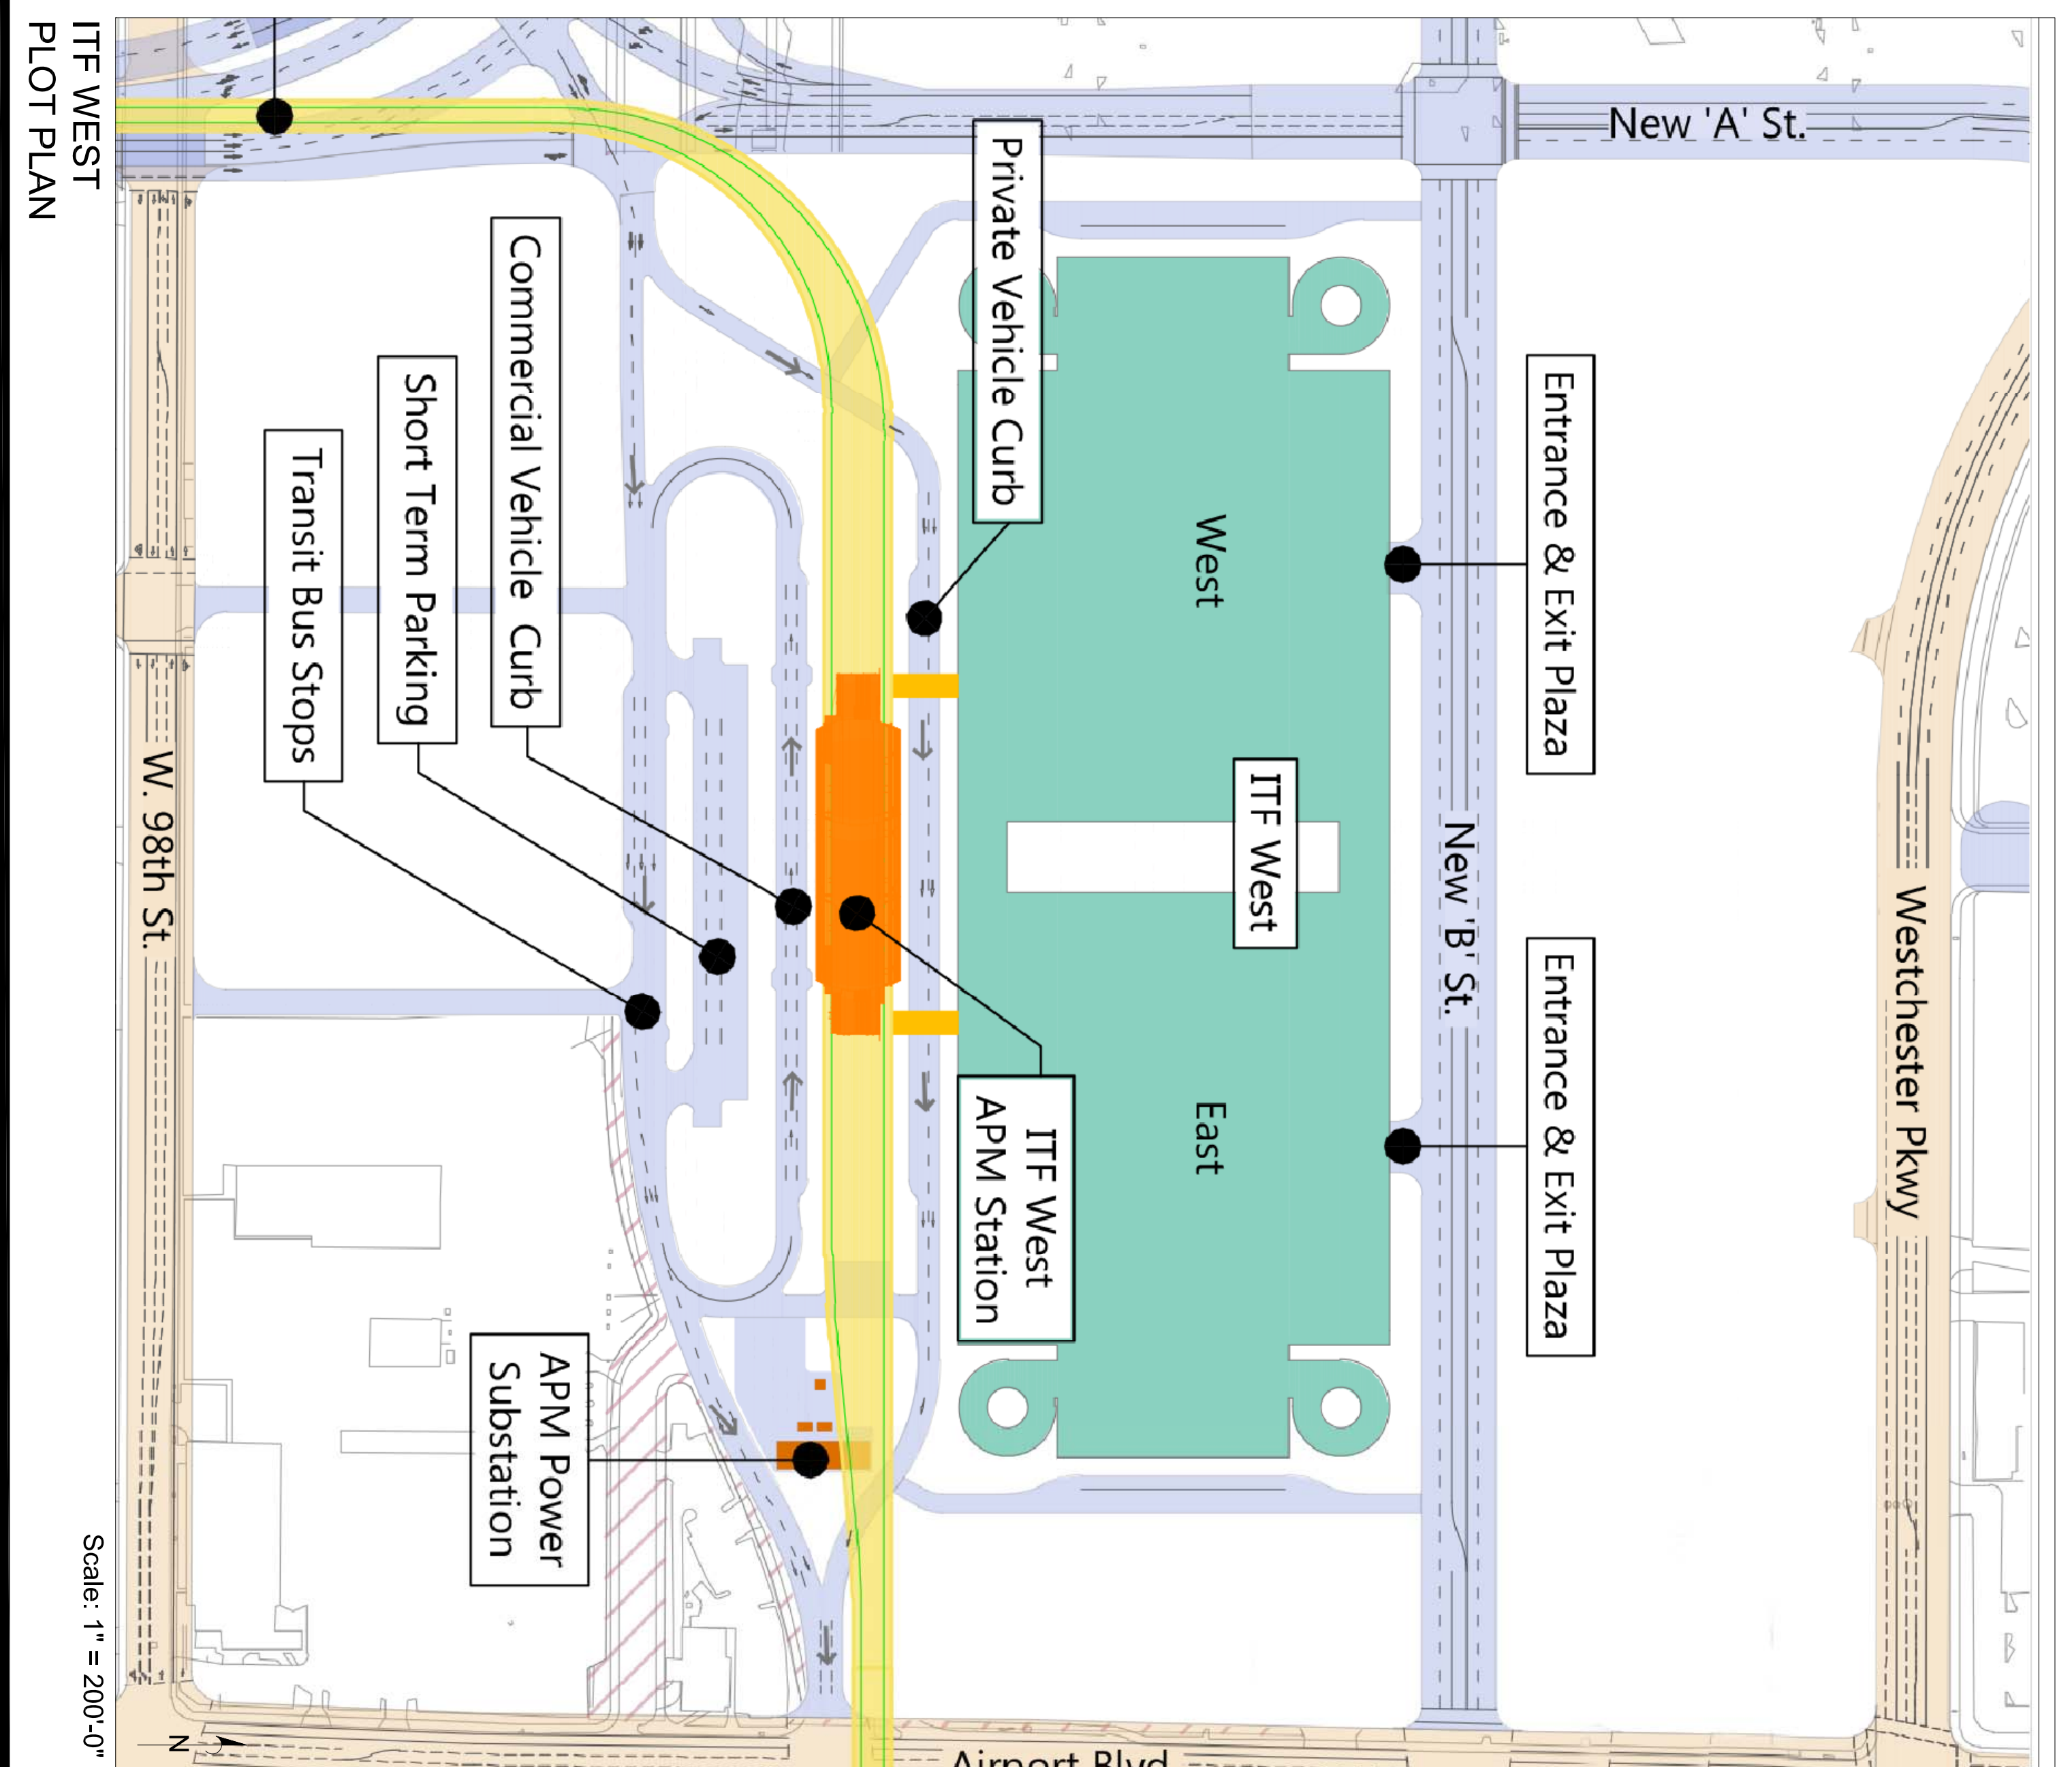 ITF WEST
PLOT PLAN
New 'A' St.
Private Vehicle Curb
Commercial Vehicle Curb
Short Term Parking
Transit Bus Stops
Entrance & Exit Plaza
West
ITF West
New 'B' St.
W. 98th St.
Westchester Pkwy
Entrance & Exit Plaza
East
ITF West
APM Station
APM Power
Substation
Scale: 1" = 200'-0"
N
Airport Blvd